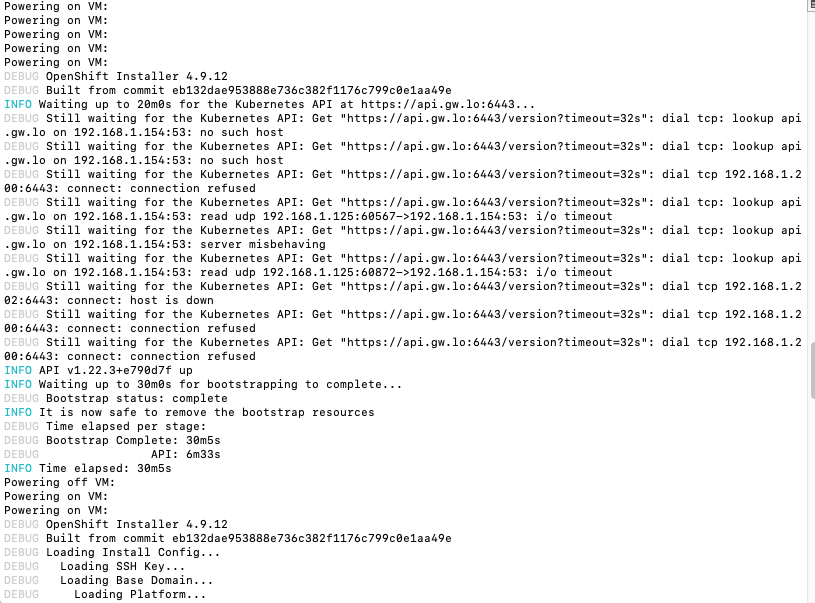 Powering on VM:
Powering on VM:
Powering on VM:
Powering on VM:
Powering on VM:
DEBUG OpenShift Installer 4.9.12
DEBUG Built from commit eb132dae953888e736c382f1176c799c0e1aa49e
INFO Waiting up to 20m0s for the Kubernetes API at https://api.gw.lo:6443...
DEBUG Still waiting for the Kubernetes API: Get "https://api.gw.lo:6443/version?timeout=32s": dial tcp: lookup api
.gw.lo on 192.168.1.154:53: no such host
DEBUG Still waiting for the Kubernetes API: Get "https://api.gw.lo:6443/version?timeout=32s": dial tcp: lookup api
.gw.lo on 192.168.1.154:53: no such host
DEBUG Still waiting for the Kubernetes API: Get "https://api.gw.lo:6443/version?timeout=32s": dial tcp 192.168.1.2
00:6443: connect: connection refused
DEBUG Still waiting for the Kubernetes API: Get "https://api.gw.lo:6443/version?timeout=32s": dial tcp: lookup api
.gw.lo on 192.168.1.154:53: read udp 192.168.1.125:60567->192.168.1.154:53: i/o timeout
DEBUG Still waiting for the Kubernetes API: Get "https://api.gw.lo:6443/version?timeout=32s": dial tcp: lookup api
.gw.lo on 192.168.1.154:53: server misbehaving
DEBUG Still waiting for the Kubernetes API: Get "https://api.gw.lo:6443/version?timeout=32s": dial tcp: lookup api
.gw.lo on 192.168.1.154:53: read udp 192.168.1.125:60872->192.168.1.154:53: i/o timeout
DEBUG Still waiting for the Kubernetes API: Get "https://api.gw.lo:6443/version?timeout=32s": dial tcp 192.168.1.2
02:6443: connect: host is down
DEBUG Still waiting for the Kubernetes API: Get "https://api.gw.lo:6443/version?timeout=32s": dial tcp 192.168.1.2
00:6443: connect: connection refused
DEBUG Still waiting for the Kubernetes API: Get "https://api.gw.lo:6443/version?timeout=32s": dial tcp 192.168.1.2
00:6443: connect: connection refused
INFO API v1.22.3+e790d7f up
INFO Waiting up to 30m0s for bootstrapping to complete...
DEBUG Bootstrap status: complete
INFO It is now safe to remove the bootstrap resources
DEBUG Time elapsed per stage:
DEBUG Bootstrap Complete: 30m5s
DEBUG                API: 6m33s
INFO Time elapsed: 30m5s
Powering off VM:
Powering on VM:
Powering on VM:
DEBUG OpenShift Installer 4.9.12
DEBUG Built from commit eb132dae953888e736c382f1176c799c0e1aa49e
DEBUG Loading Install Config...
DEBUG   Loading SSH Key...
DEBUG   Loading Base Domain...
DEBUG     Loading Platform...